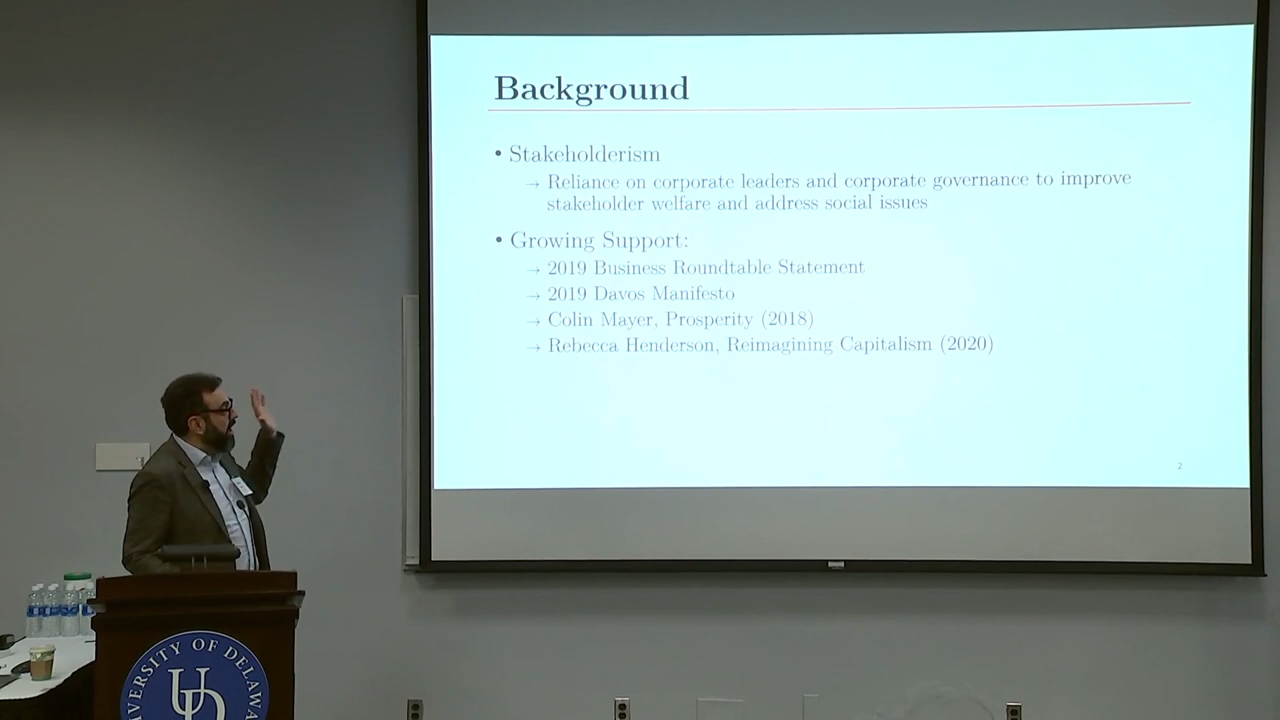 Background
• Stakeholderism
→ Reliance on corporate leaders and corporate governance to improve
stakeholder welfare and address social issues
• Growing Support:
→ 2019 Business Roundtable Statement
→ 2019 Davos Manifesto
→ Colin Mayer, Prosperity (2018)
→ Rebecca Henderson, Reimagining Capitalism (2020)
2
VERSITY OF DELAWA
UD